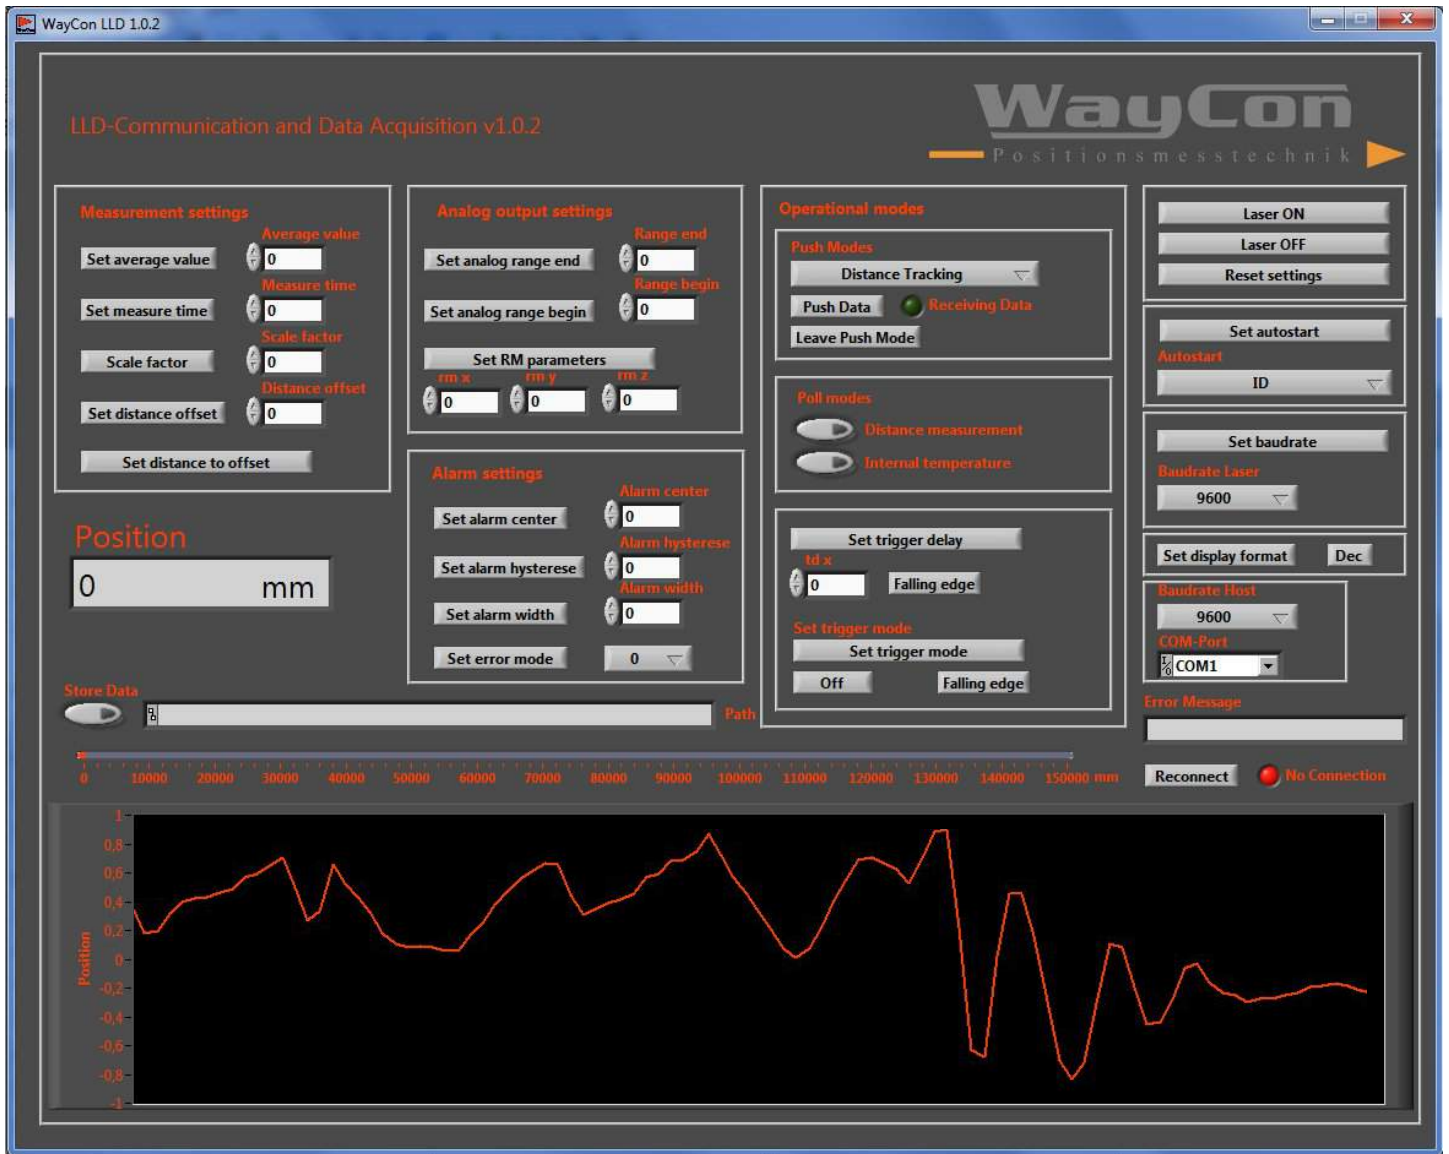 WayCon LLD 1.0.2
LLD-Communication and Data Acquisition v1.0.2
WayCon
Positionsmesstechnik
Measurement settings
Average value
Set average value
0
Measure time
Set measure time
0
Scale factor
Scale factor
0
Distance offset
Set distance offset
0
Set distance to offset
Analog output settings
Range end
Set analog range end
0
Range begin
Set analog range begin
0
Set RM parameters
rm x rm y rm z
0 0 0
Alarm settings
Alarm center
Set alarm center
0
Alarm hysterese
Set alarm hysterese
0
Alarm width
Set alarm width
0
Set error mode
0
Operational modes
Push Modes
Distance Tracking
Push Data
Receiving Data
Leave Push Mode
Poll modes
Distance measurement
Internal temperature
Set trigger delay
td x
0
Falling edge
Set trigger mode
Set trigger mode
Off
Falling edge
Laser ON
Laser OFF
Reset settings
Set autostart
Autostart
ID
Set baudrate
Baudrate Laser
9600
Set display format
Dec
Baudrate Host
9600
COM-Port
COM1
Error Message
Reconnect
No Connection
Position
0 mm
Store Data
Path
0 10000 20000 30000 40000 50000 60000 70000 80000 90000 100000 110000 120000 130000 140000 150000 mm
Position
1
0,8
0,6
0,4
0,2
0
-0,2
-0,4
-0,6
-0,8
-1